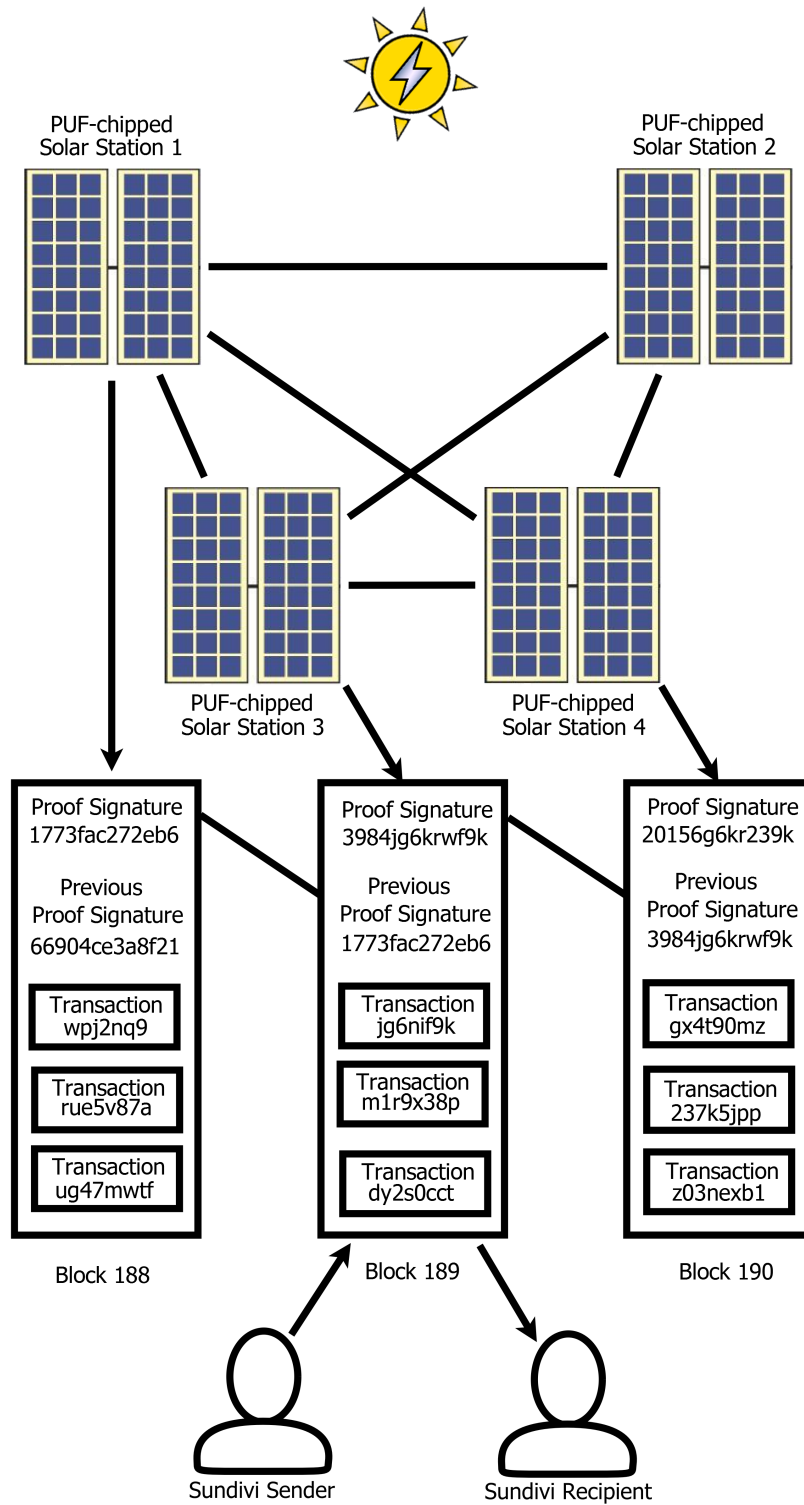 PUF-chipped
Solar Station 1
PUF-chipped
Solar Station 2
PUF-chipped
Solar Station 3
PUF-chipped
Solar Station 4
Proof Signature
1773fac272eb6
Previous
Proof Signature
66904ce3a8f21
Transaction
wpj2nq9
Transaction
rue5v87a
Transaction
ug47mwtf
Block 188
Proof Signature
3984jg6krwf9k
Previous
Proof Signature
1773fac272eb6
Transaction
jg6nif9k
Transaction
m1r9x38p
Transaction
dy2s0cct
Block 189
Proof Signature
20156g6kr239k
Previous
Proof Signature
3984jg6krwf9k
Transaction
gx4t90mz
Transaction
237k5jpp
Transaction
z03nexb1
Block 190
Sundivi Sender
Sundivi Recipient